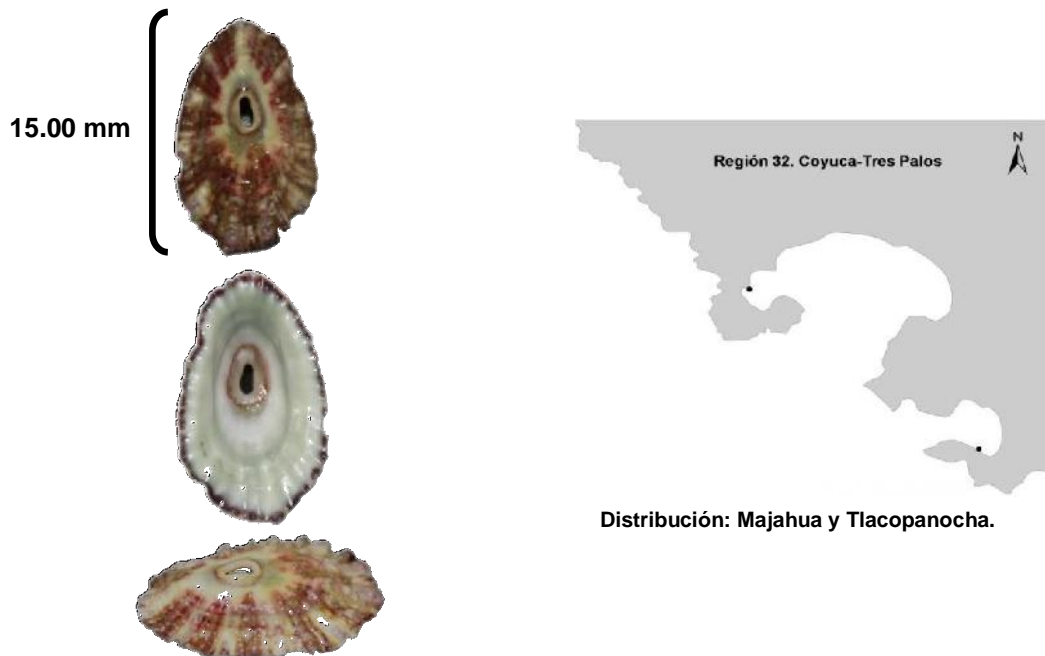 15.00 mm
Región 32. Coyuca-Tres Palos
N
Distribución: Majahua y Tlacopanocha.